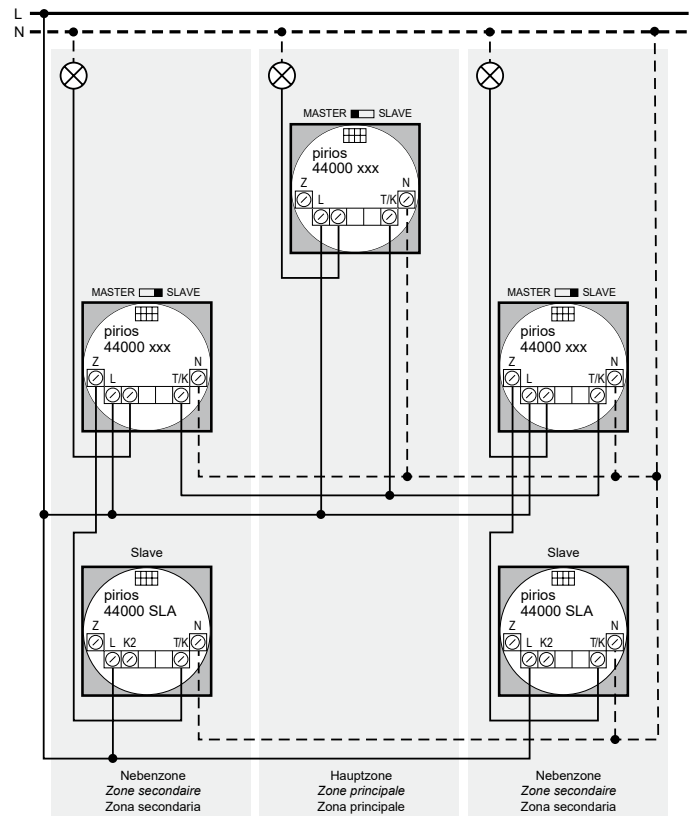 L
N
MASTER SLAVE
pirios
44000 xxx
Z
L
T/K
N
MASTER SLAVE
pirios
44000 xxx
Z
L
T/K
N
MASTER SLAVE
pirios
44000 xxx
Z
L
T/K
N
Slave
pirios
44000 SLA
Z
L K2
T/K
N
Slave
pirios
44000 SLA
Z
L K2
T/K
N
Nebenzone
Zone secondaire
Zona secondaria
Hauptzone
Zone principale
Zona principale
Nebenzone
Zone secondaire
Zona secondaria